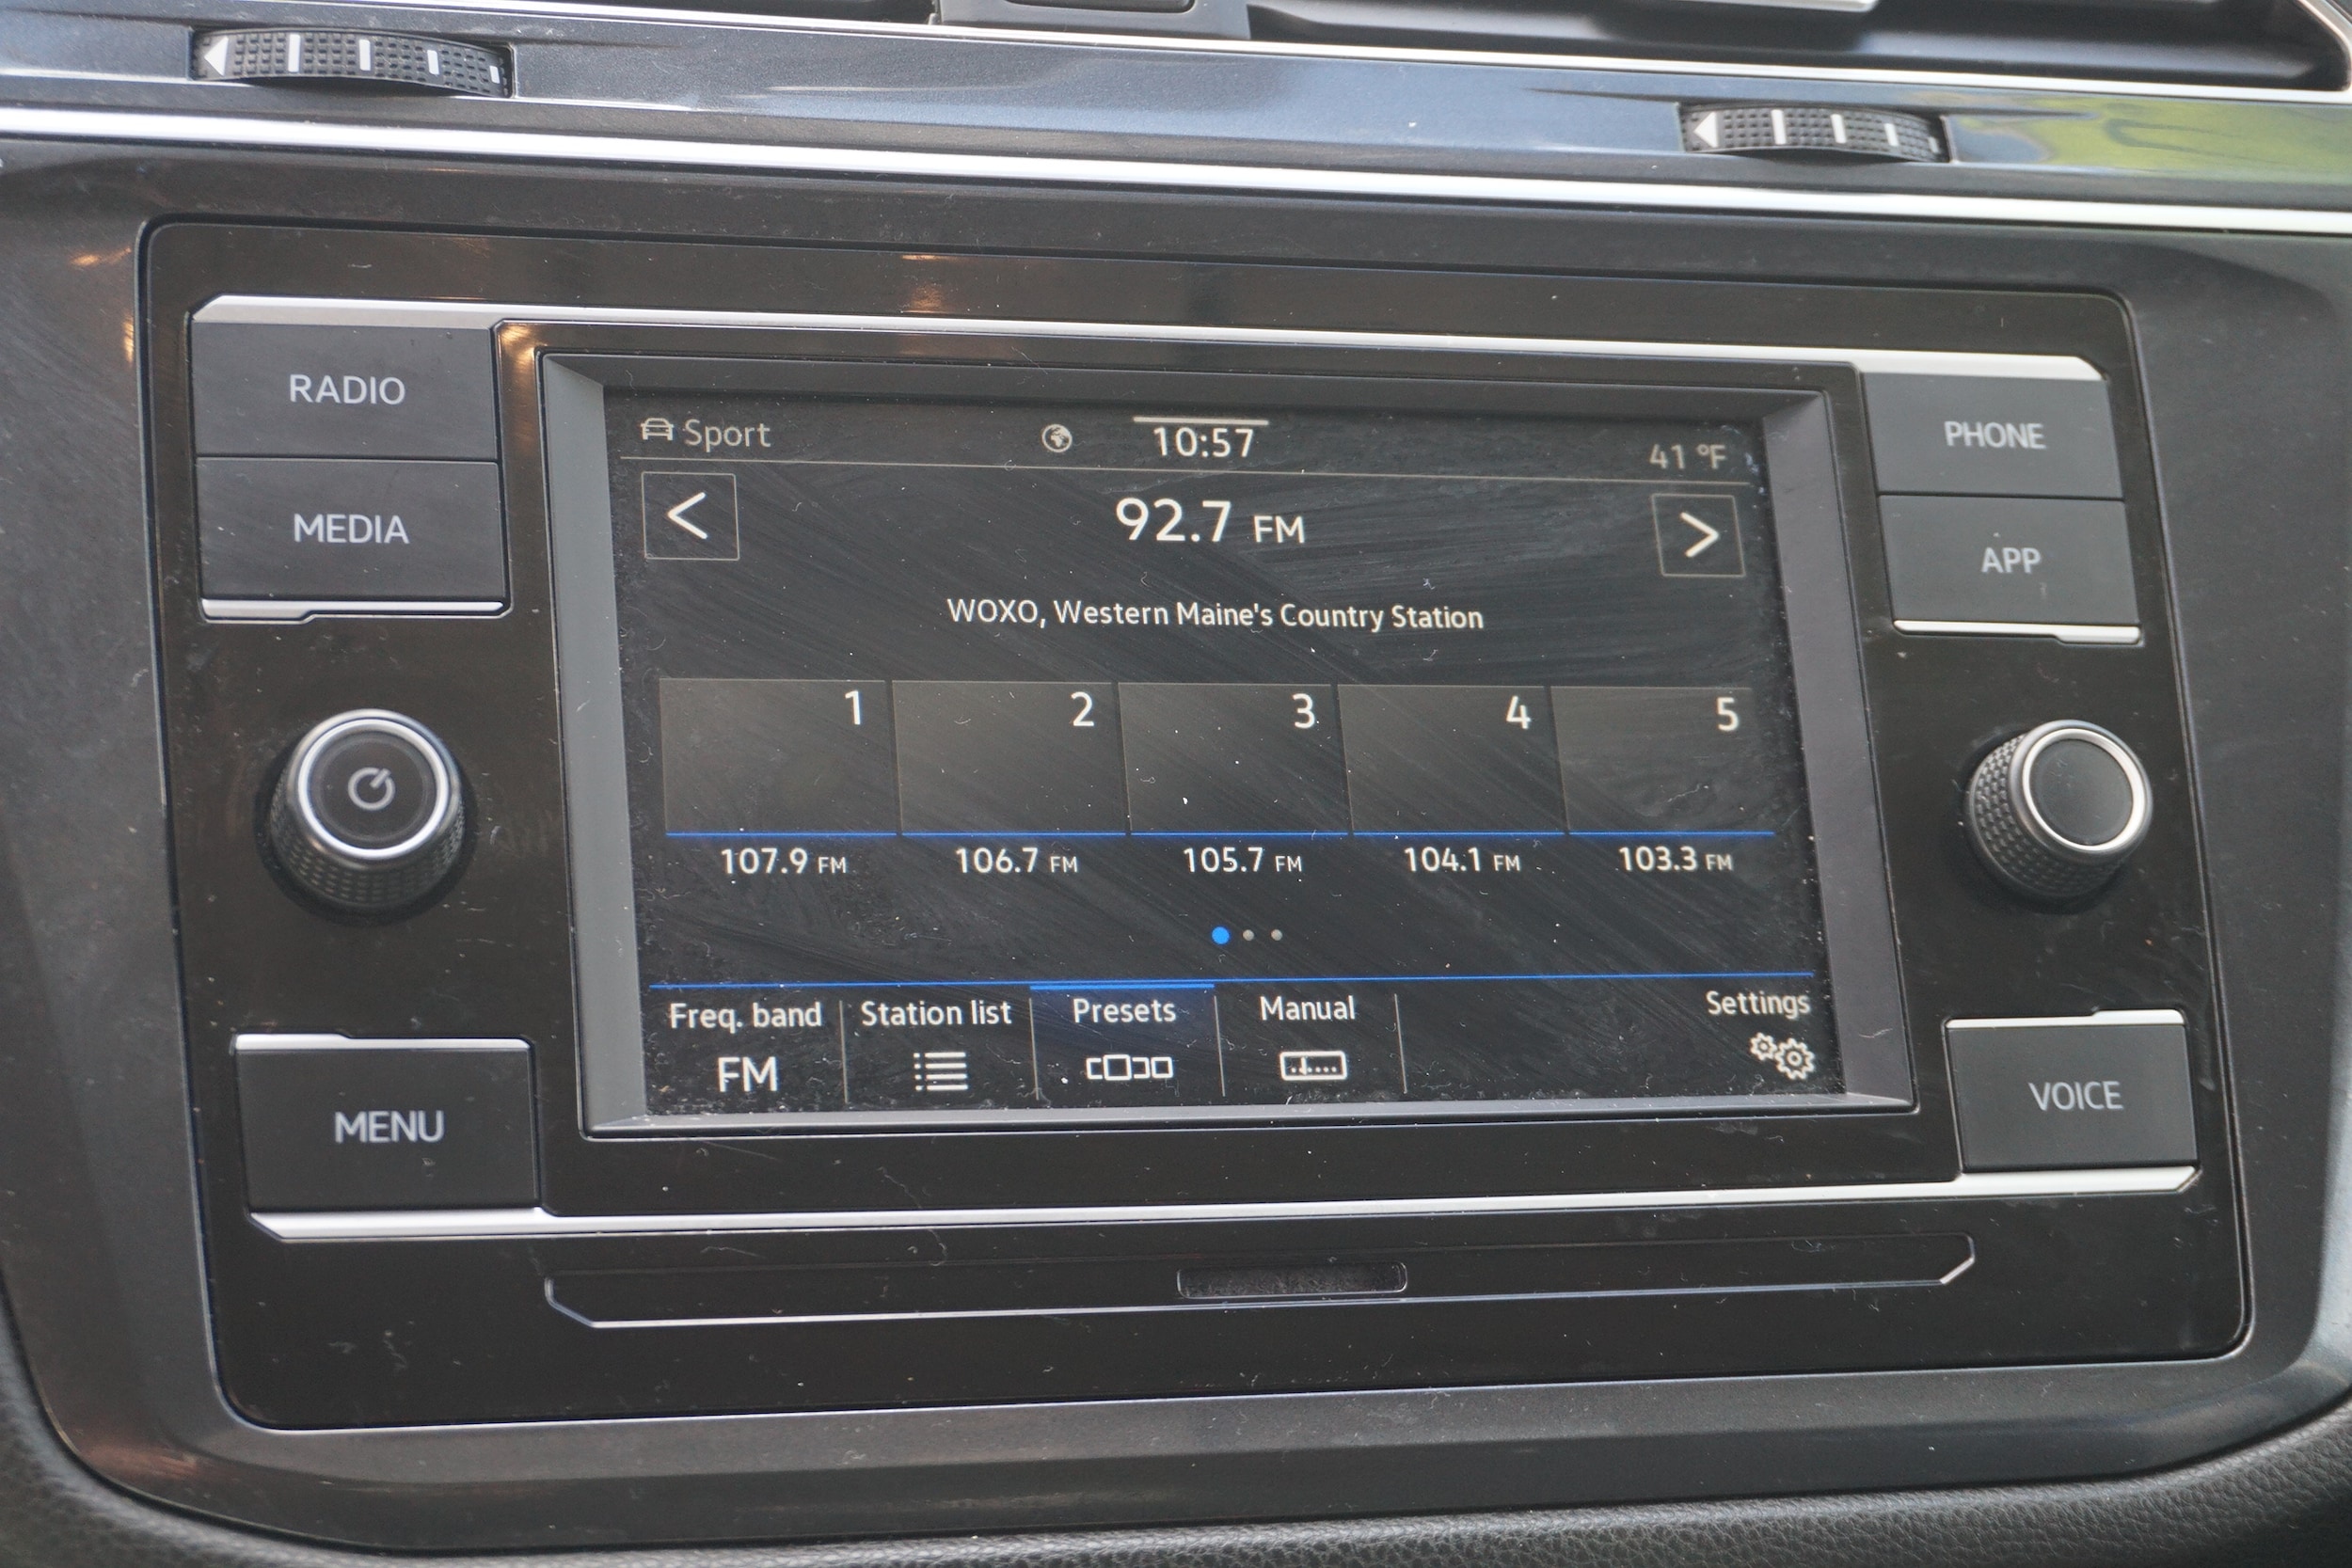 RADIO
MEDIA
MENU
Sport
10:57
41 °F
<
92.7 FM
>
WOXO, Western Maine's Country Station
1 2 3 4 5
107.9 FM 106.7 FM 105.7 FM 104.1 FM 103.3 FM
Freq. band Station list Presets Manual Settings
FM
PHONE
APP
VOICE